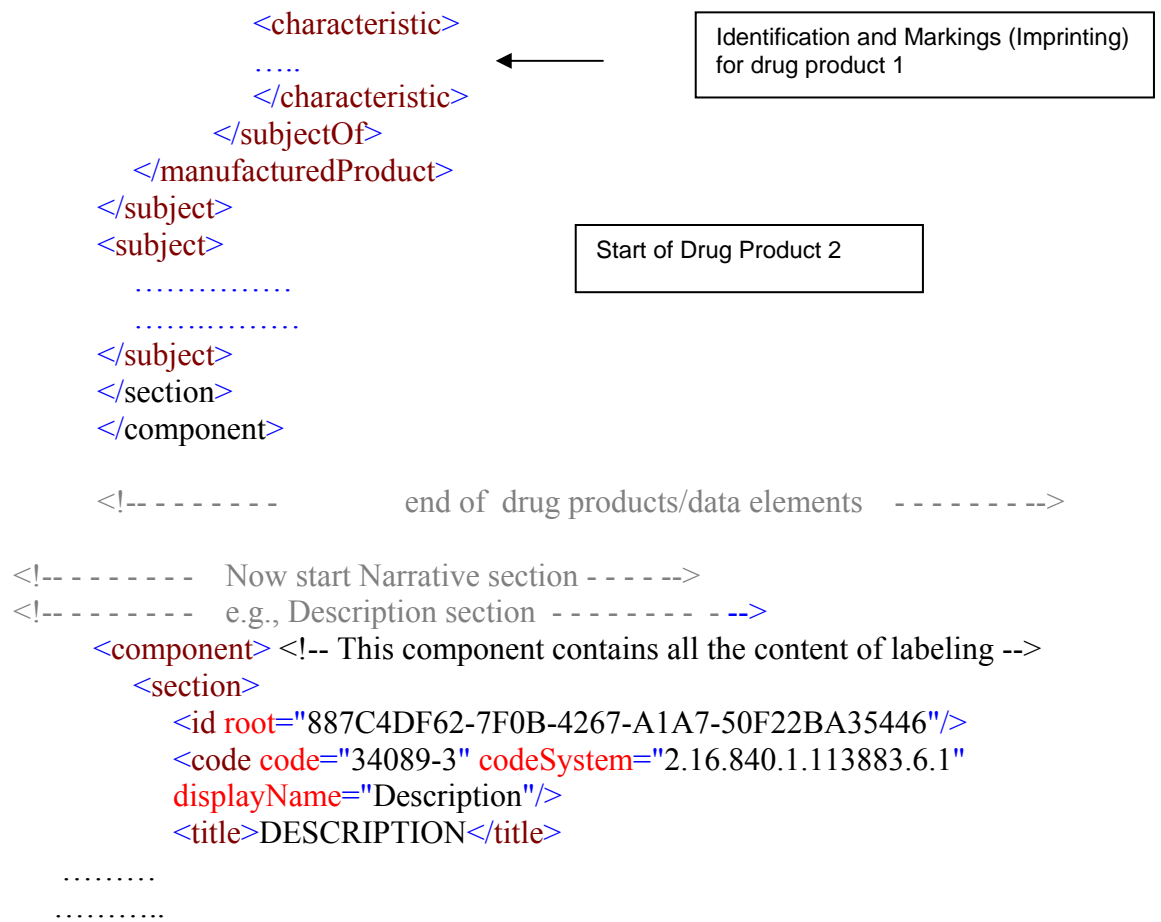 <characteristic>
…..
</characteristic>
Identification and Markings (Imprinting)
for drug product 1
</subjectOf>
</manufacturedProduct>
</subject>
<subject>
Start of Drug Product 2
……………
…….………
</subject>
</section>
</component>
<!-- - - - - - - - end of drug products/data elements - - - - - - - -->
<!-- - - - - - - - Now start Narrative section - - - - -->
<!-- - - - - - - - e.g., Description section - - - - - - - - - -->
<component> <!-- This component contains all the content of labeling -->
<section>
<id root="887C4DF62-7F0B-4267-A1A7-50F22BA35446"/>
<code code="34089-3" codeSystem="2.16.840.1.113883.6.1"
displayName="Description"/>
<title>DESCRIPTION</title>
………
………..